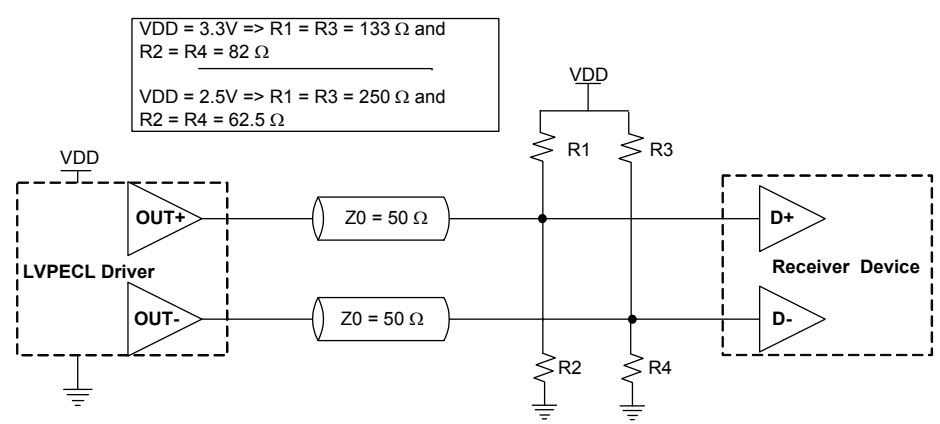 VDD = 3.3V => R1 = R3 = 133 Ω and
R2 = R4 = 82 Ω
VDD = 2.5V => R1 = R3 = 250 Ω and
R2 = R4 = 62.5 Ω
VDD
R1
R3
VDD
OUT+
Z0 = 50 Ω
D+
LVPECL Driver
Receiver Device
OUT-
Z0 = 50 Ω
D-
R2
R4